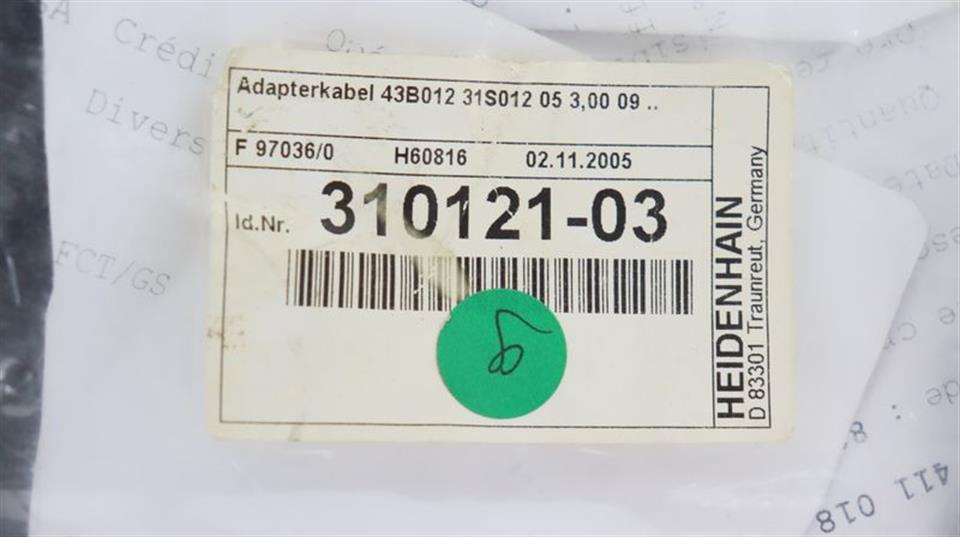 Crédi
Divers
FCT/GS
Adapterkabel 43B012 31S012 05 3,00 09 ..
F 97036/0 H60816 02.11.2005
Id.Nr. 310121-03
HEIDENHAIN
D 83301 Traunreut, Germany
411 018